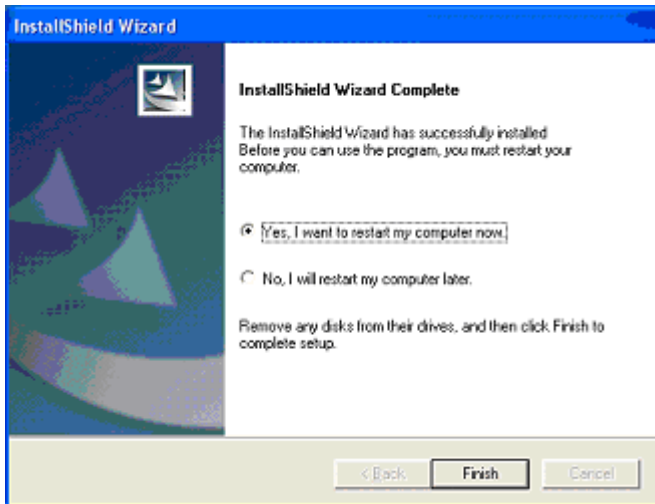 InstallShield Wizard
InstallShield Wizard Complete
The InstallShield Wizard has successfully installed
Before you can use the program, you must restart your
computer.
Yes, I want to restart my computer now.
No, I will restart my computer later.
Remove any disks from their drives, and then click Finish to
complete setup.
< Back
Finish
Cancel